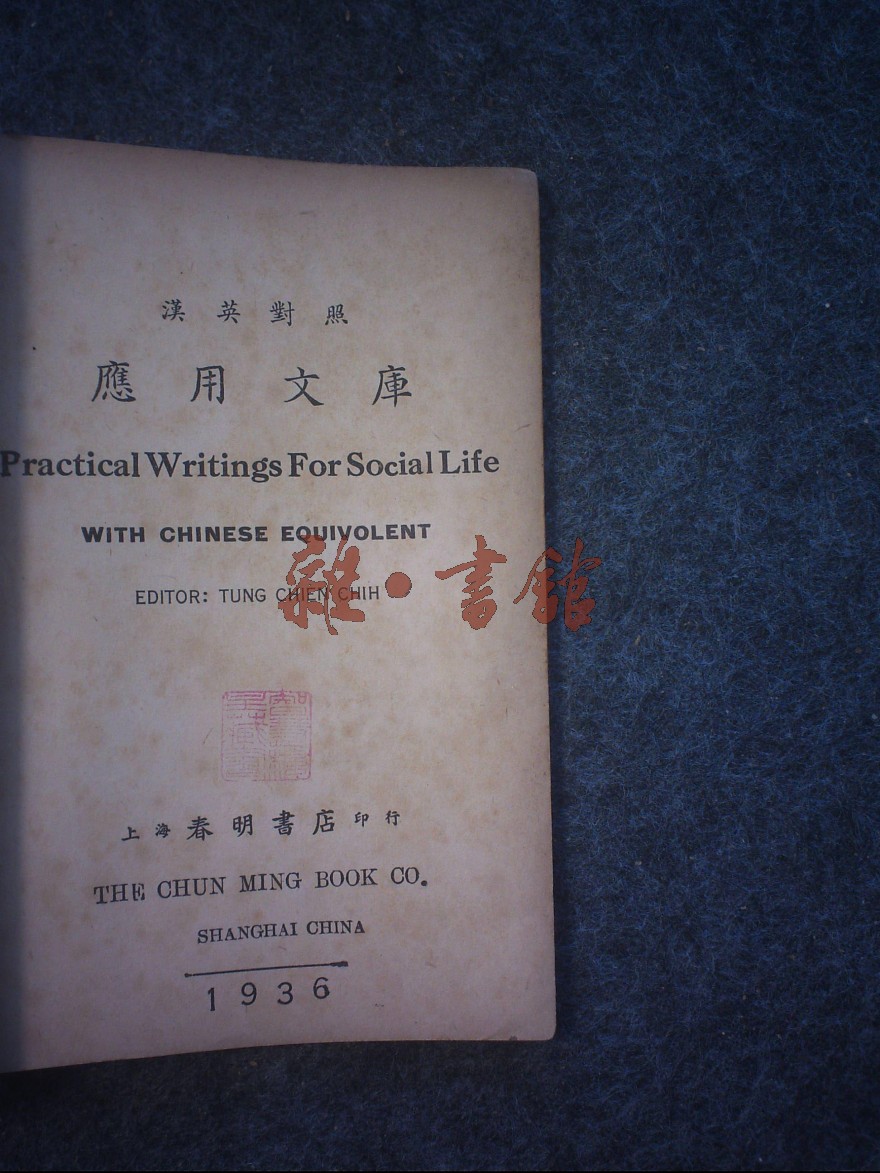 漢英對照
應用文庫
Practical Writings For Social Life
WITH CHINESE EQUIVOLENT
EDITOR: TUNG CHIEN CHIH
雜·書館
上海春明書店印行
THE CHUN MING BOOK CO.
SHANGHAI CHINA
1936